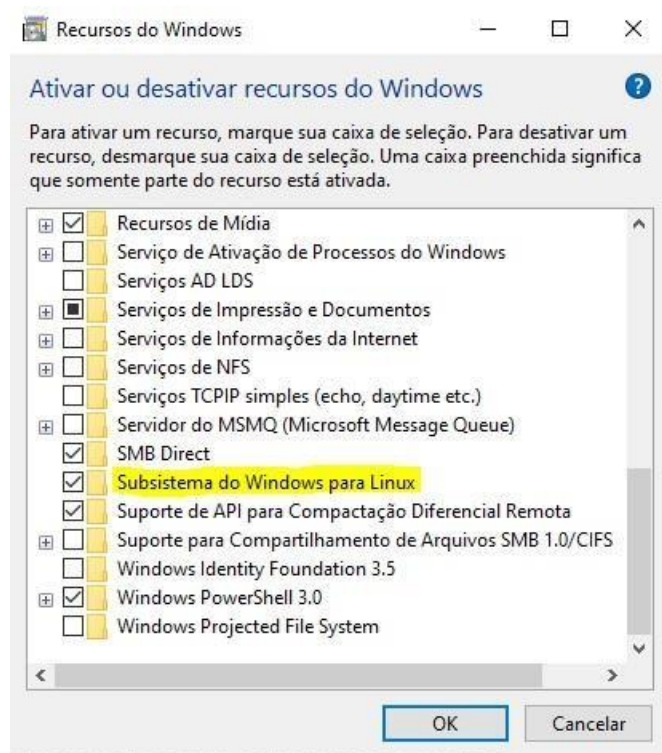 Recursos do Windows
Ativar ou desativar recursos do Windows
Para ativar um recurso, marque sua caixa de seleção. Para desativar um
recurso, desmarque sua caixa de seleção. Uma caixa preenchida significa
que somente parte do recurso está ativada.
Recursos de Mídia
Serviço de Ativação de Processos do Windows
Serviços AD LDS
Serviços de Impressão e Documentos
Serviços de Informações da Internet
Serviços de NFS
Serviços TCPIP simples (echo, daytime etc.)
Servidor do MSMQ (Microsoft Message Queue)
SMB Direct
Subsistema do Windows para Linux
Suporte de API para Compactação Diferencial Remota
Suporte para Compartilhamento de Arquivos SMB 1.0/CIFS
Windows Identity Foundation 3.5
Windows PowerShell 3.0
Windows Projected File System
OK
Cancelar